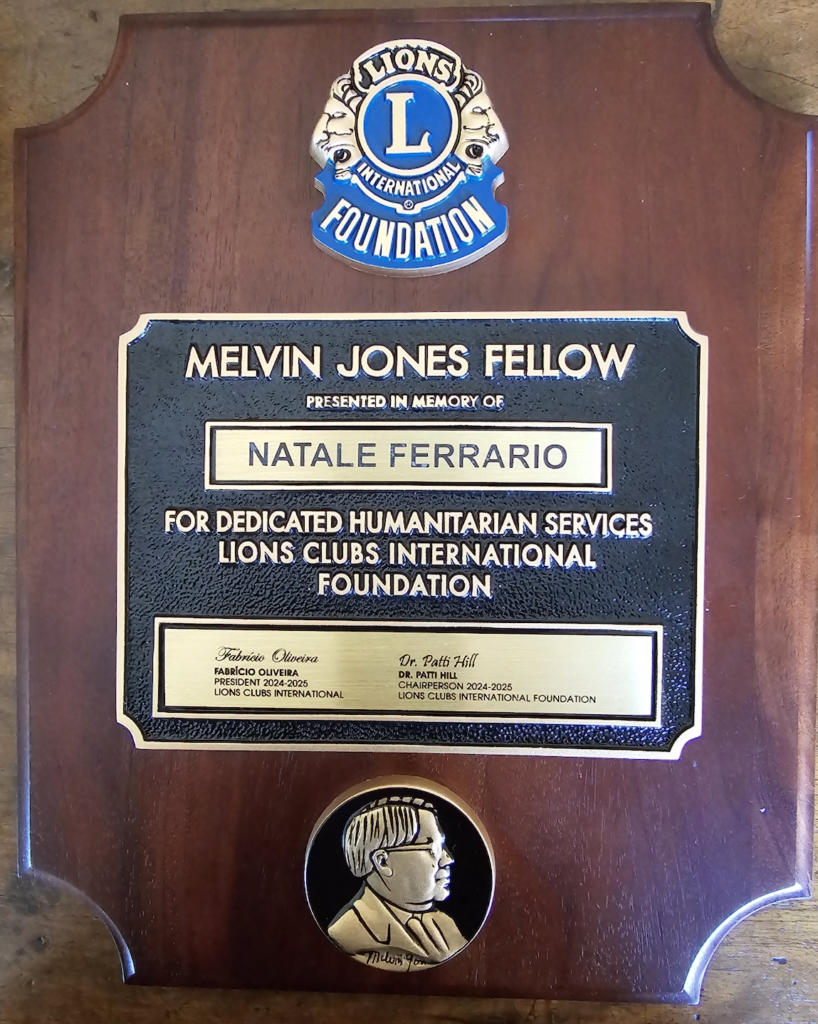 LIONS
L
INTERNATIONAL
FOUNDATION
MELVIN JONES FELLOW
PRESENTED IN MEMORY OF
NATALE FERRARIO
FOR DEDICATED HUMANITARIAN SERVICES
LIONS CLUBS INTERNATIONAL
FOUNDATION
Fabrício Oliveira
FABRÍCIO OLIVEIRA
PRESIDENT 2024-2025
LIONS CLUBS INTERNATIONAL
Dr. Patti Hill
DR. PATTI HILL
CHAIRPERSON 2024-2025
LIONS CLUBS INTERNATIONAL FOUNDATION
Melvin Jones